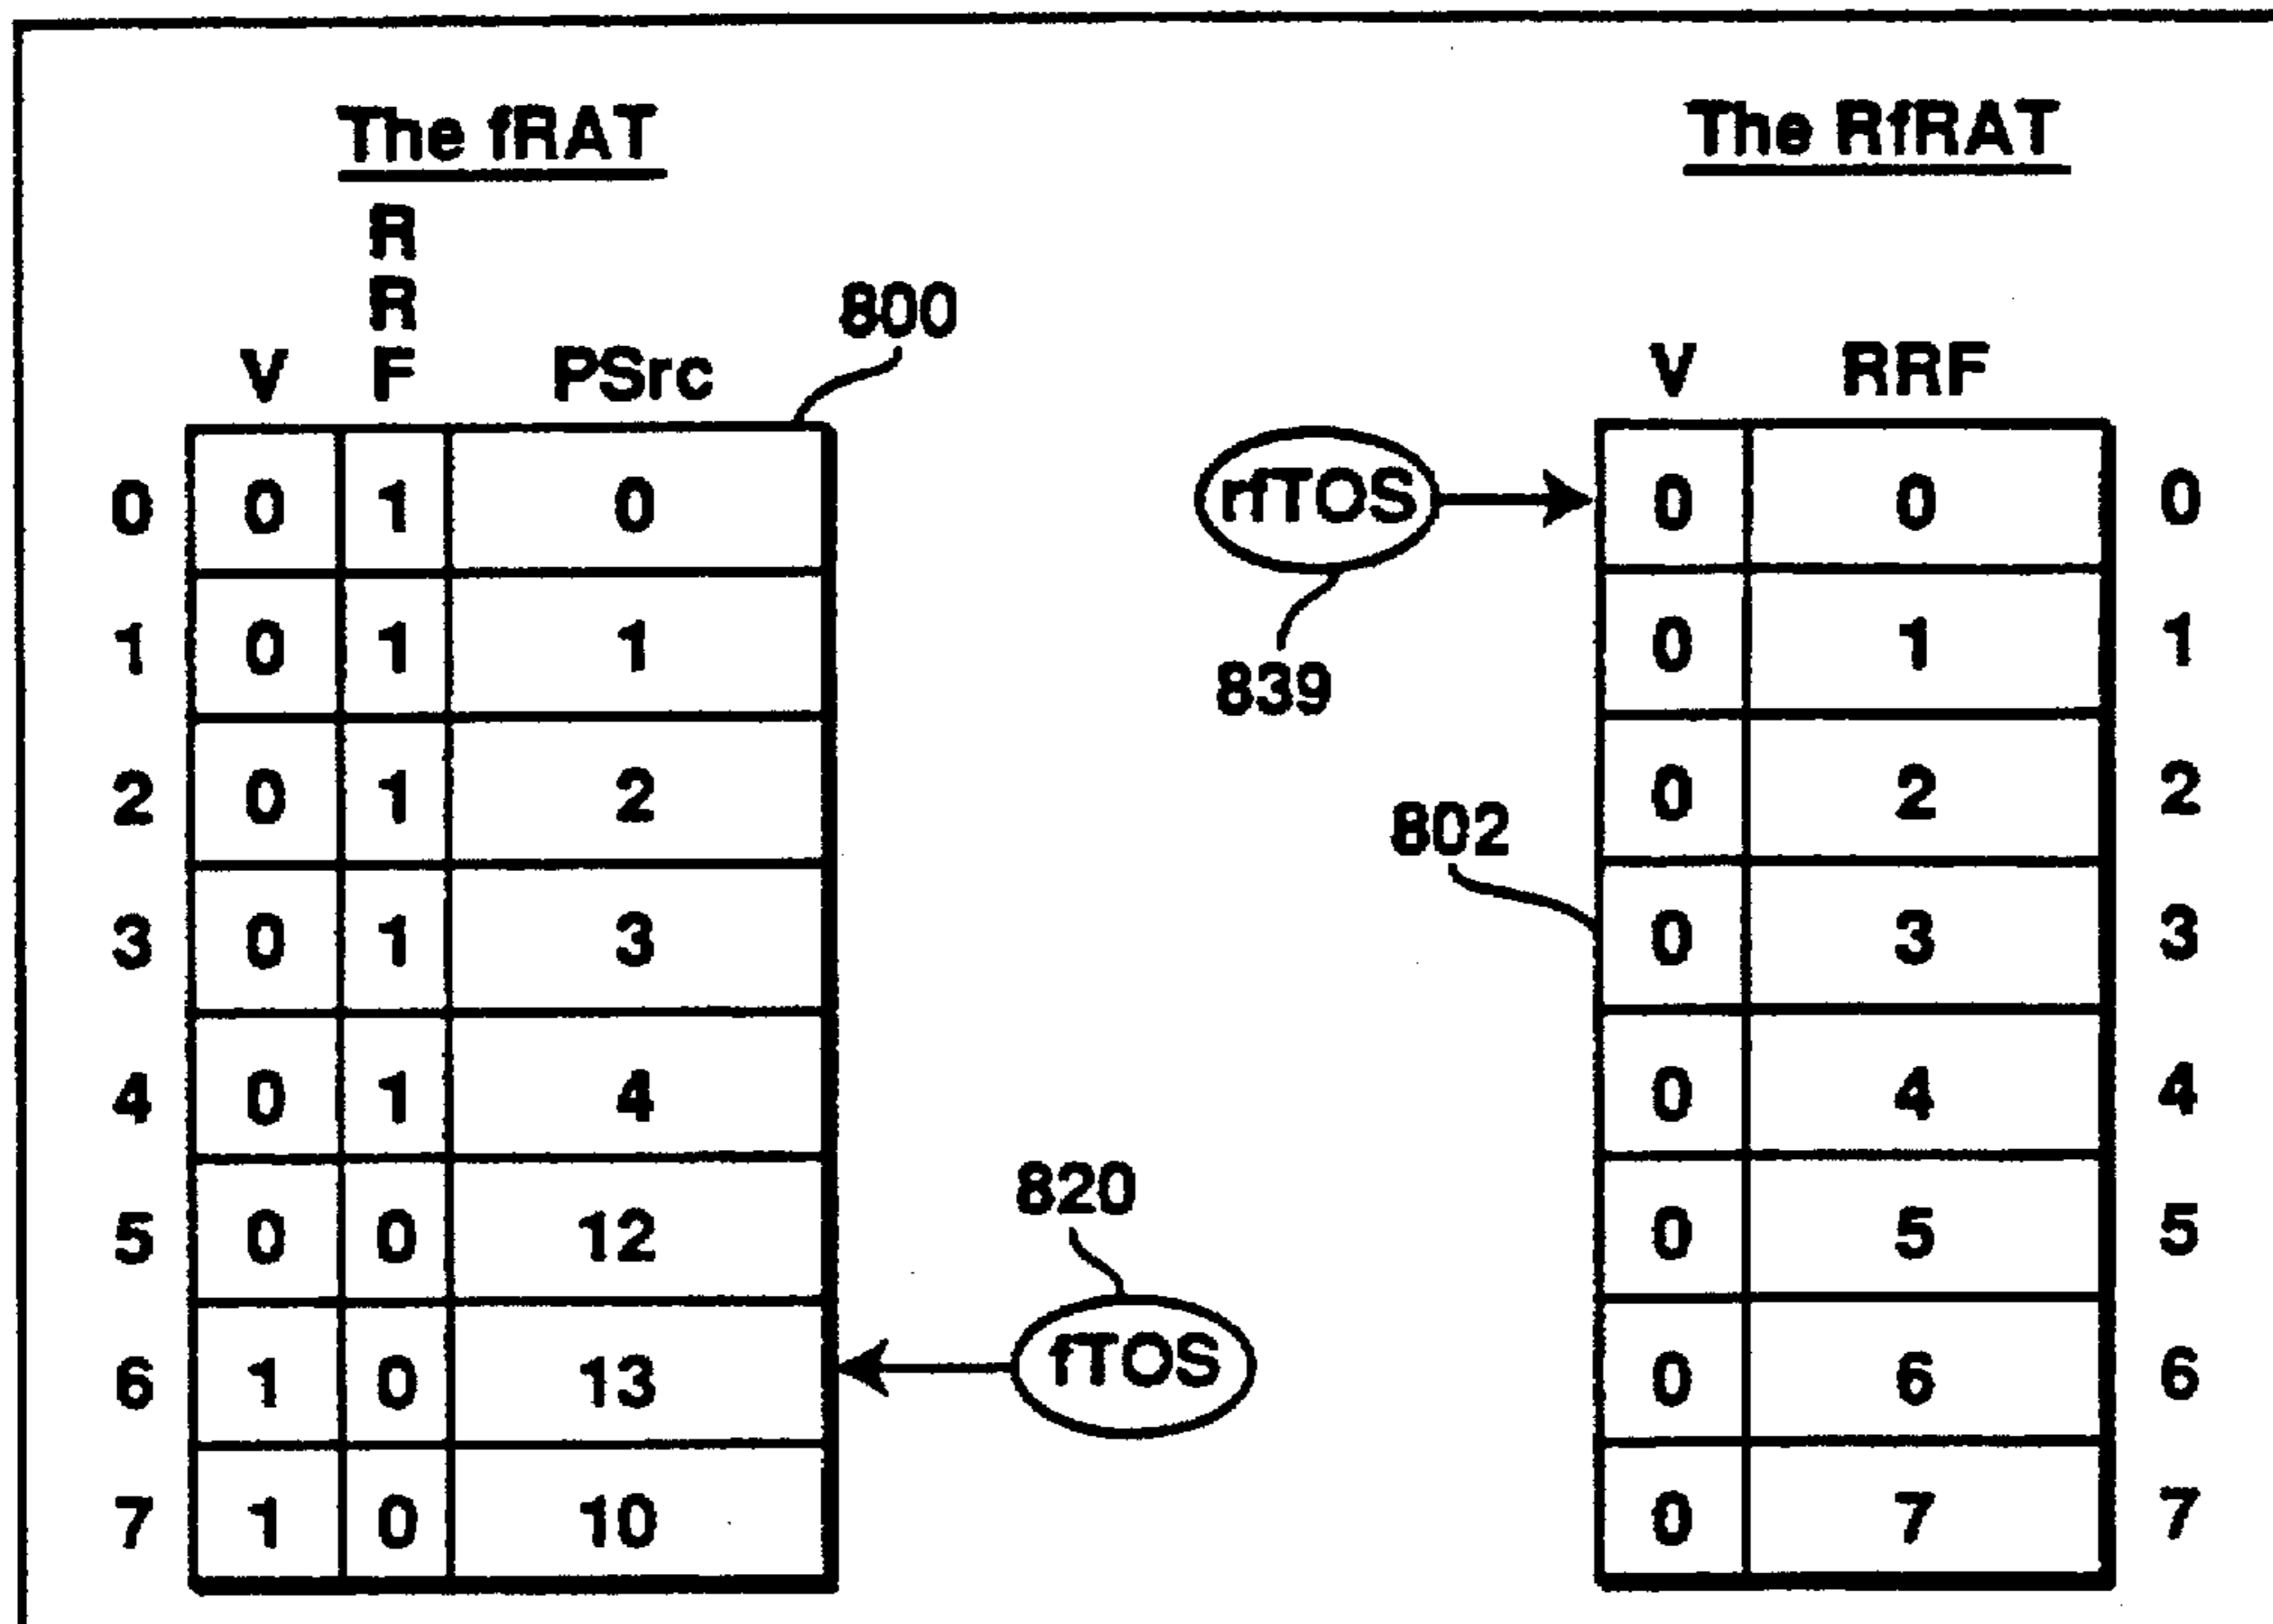 The fRAT
The RfRAT
R
R
F
V
PSrc
800
V RRF
0 0 1 0
1 0 1 1
2 0 1 2
3 0 1 3
4 0 1 4
5 0 0 12
6 1 0 13
7 1 0 10
rfTOS
839
802
820
fTOS
0 0 0
0 1 1
0 2 2
0 3 3
0 4 4
0 5 5
0 6 6
0 7 7